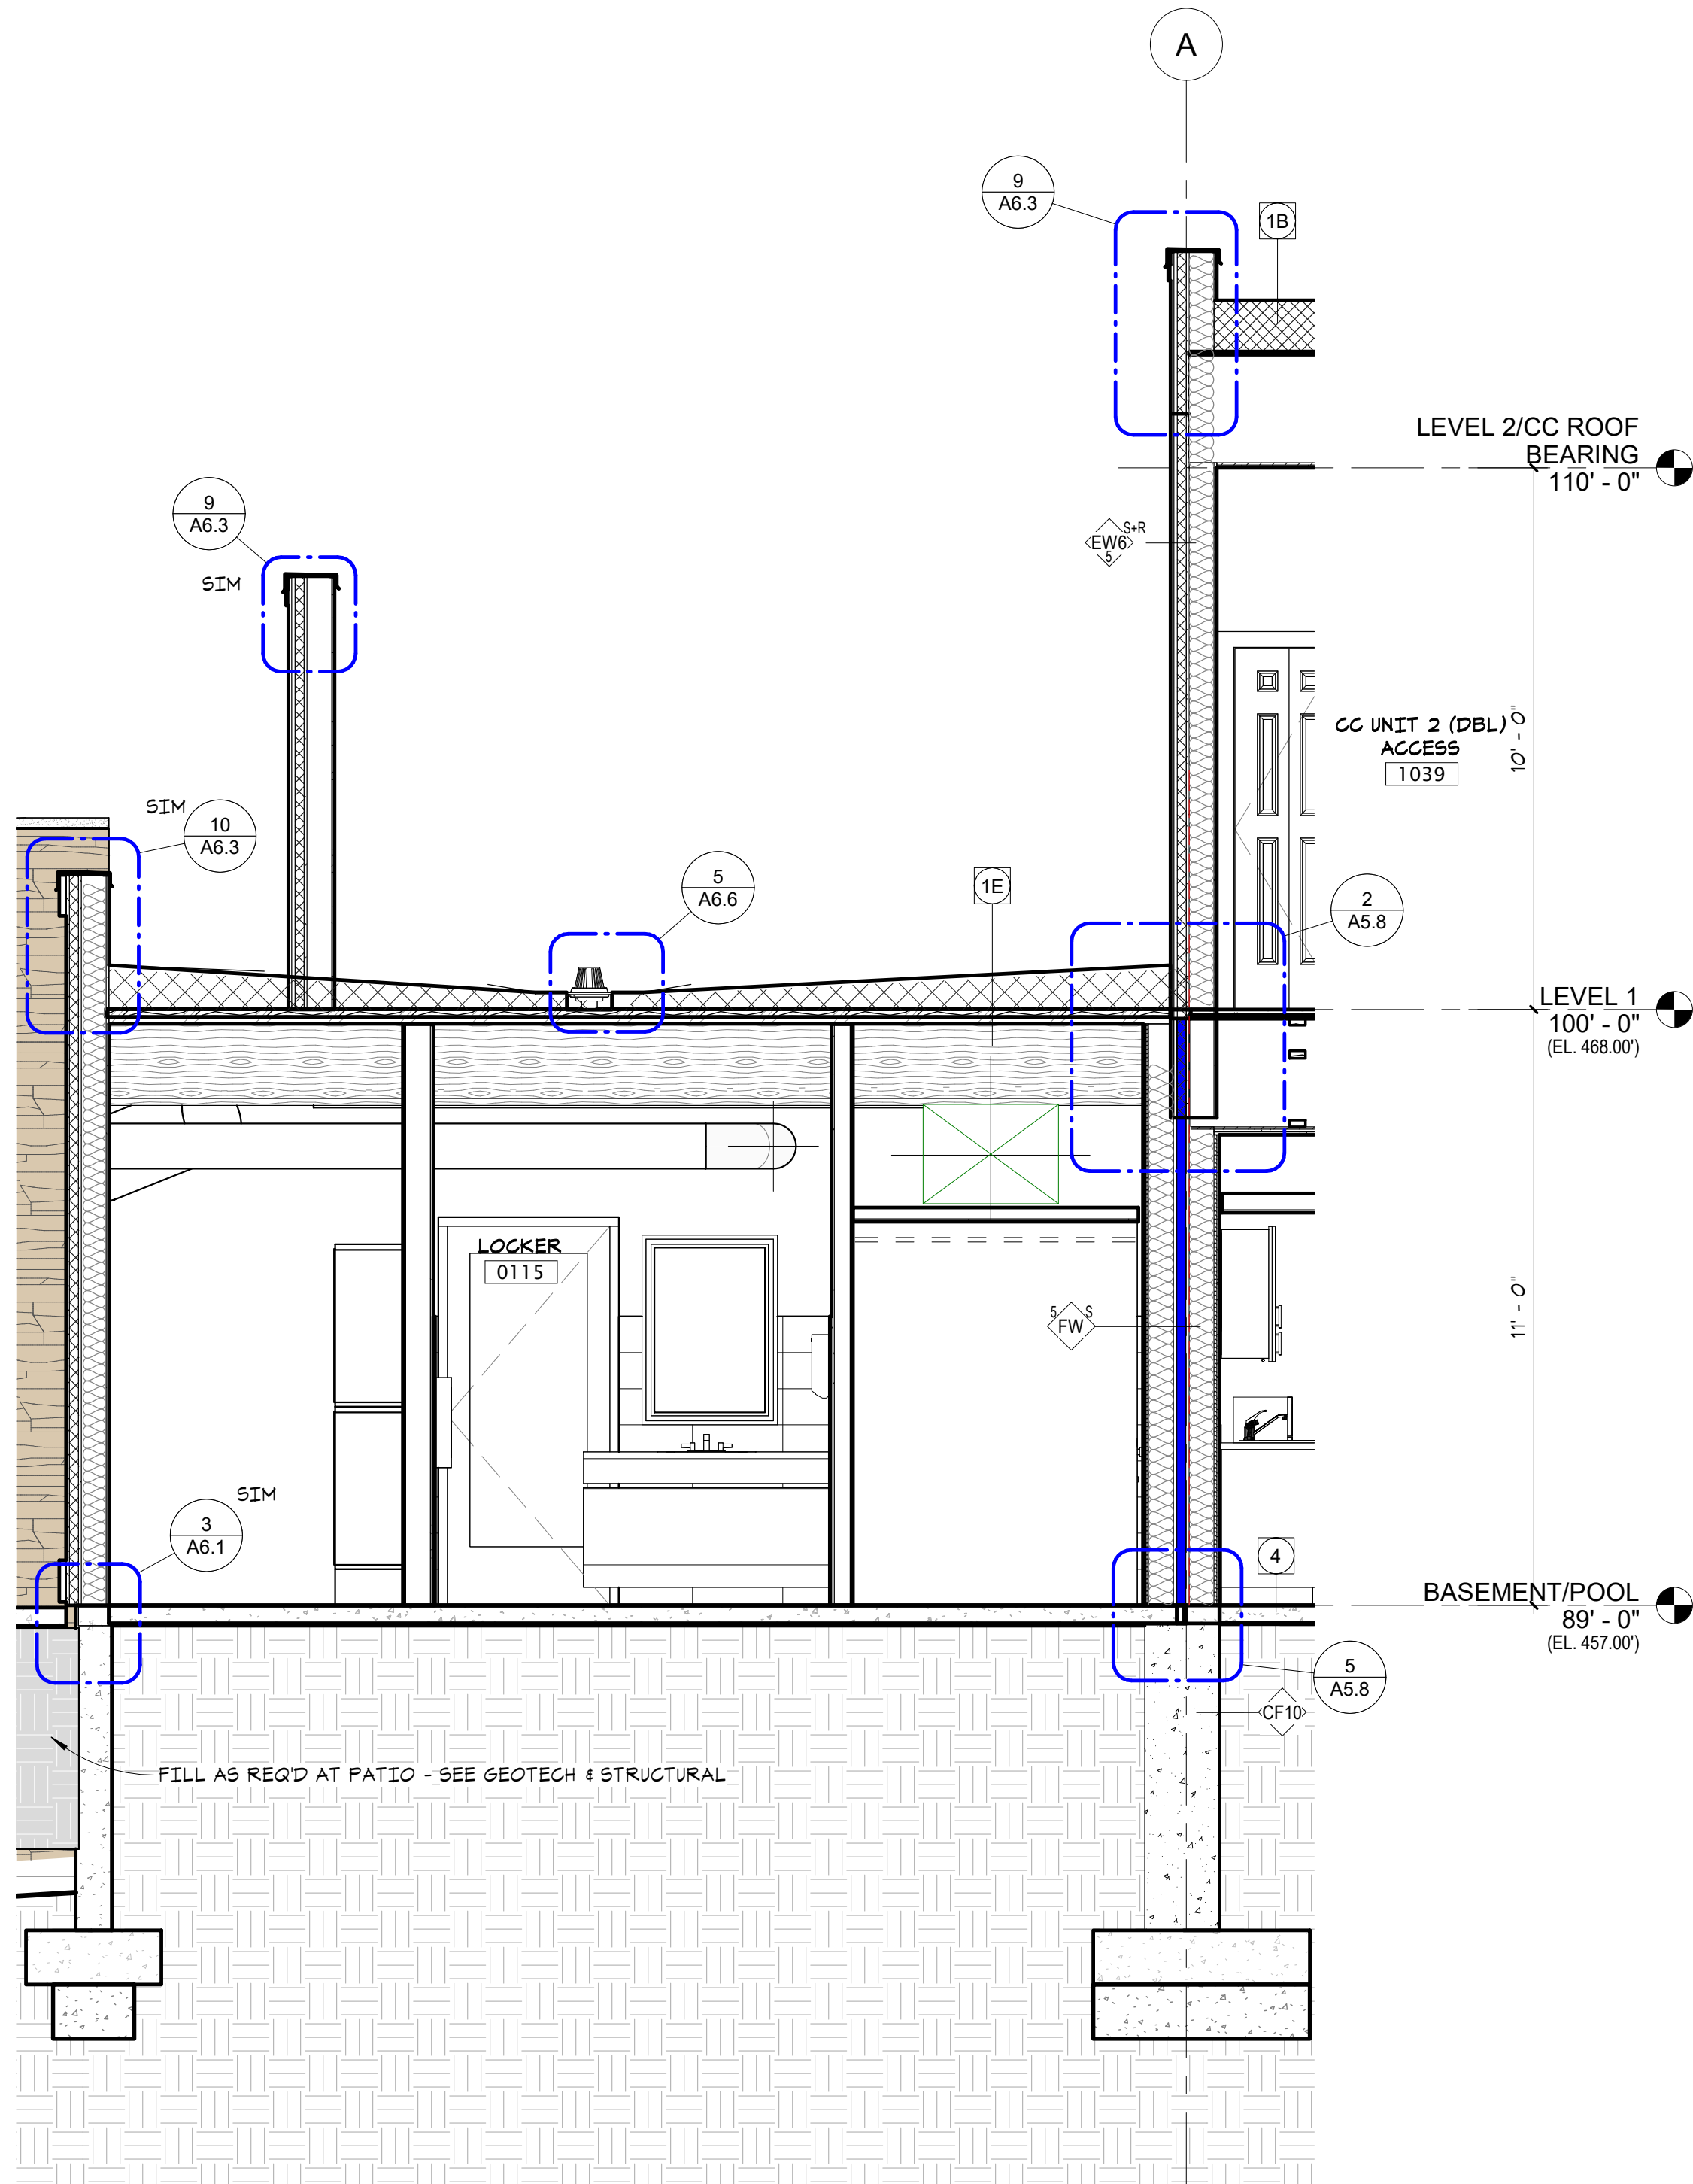 A
9
A6.3
1B
LEVEL 2/CC ROOF
BEARING
110' - 0"
9
A6.3
SIM
S+R
EW6
5
CC UNIT 2 (DBL)
ACCESS
1039
10' - 0"
SIM
10
A6.3
5
A6.6
1E
2
A5.8
LEVEL 1
100' - 0"
(EL. 468.00')
LOCKER
0115
5
S
FW
11' - 0"
SIM
3
A6.1
4
BASEMENT/POOL
89' - 0"
(EL. 457.00')
5
A5.8
CF10
FILL AS REQ'D AT PATIO - SEE GEOTECH & STRUCTURAL